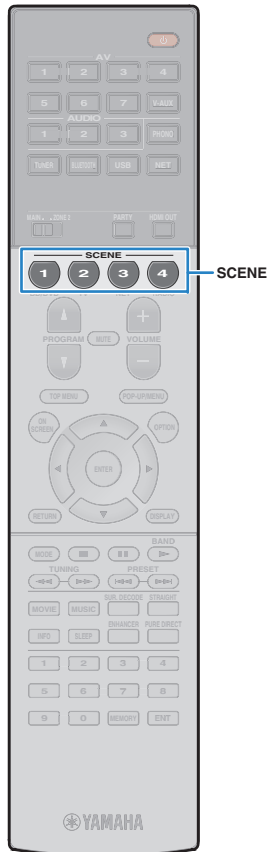 AV
1 2 3 4
5 6 7 V-AUX
AUDIO
1 2 3 PHONO
TUNER BLUETOOTH USB NET
MAIN ZONE2 PARTY HDMI OUT
SCENE
1 2 3 4
SCENE
PROGRAM MUTE VOLUME
TOP MENU POP-UP/MENU
ON SCREEN OPTION
ENTER
RETURN DISPLAY
BAND
MODE
TUNING PRESET
SUR. DECODE STRAIGHT
MOVIE MUSIC
ENHANCER PURE DIRECT
INFO SLEEP
1 2 3 4
5 6 7 8
9 0 MEMORY ENT
YAMAHA